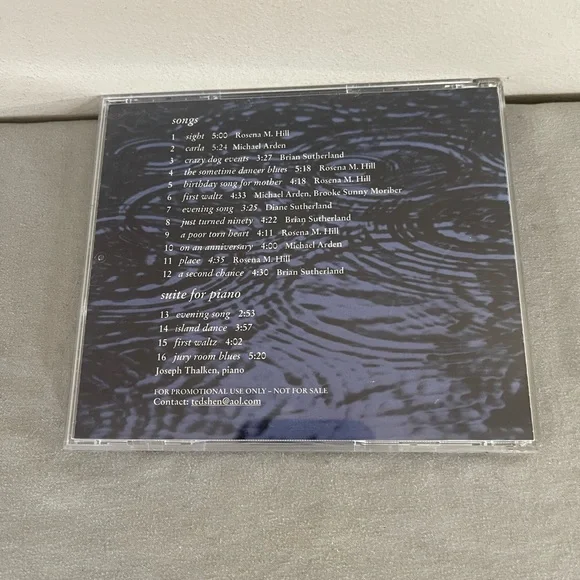 songs
1 sight 5:00 Rosena M. Hill
2 carla 5:24 Michael Arden
3 crazy dog events 3:27 Brian Sutherland
4 the sometime dancer blues 5:18 Rosena M. Hill
5 birthday song for mother 4:18 Rosena M. Hill
6 first waltz 4:33 Michael Arden, Brooke Sunny Moriber
7 evening song 3:25 Diane Sutherland
8 just turned ninety 4:22 Brian Sutherland
9 a poor torn heart 4:11 Rosena M. Hill
10 on an anniversary 4:00 Michael Arden
11 place 4:35 Rosena M. Hill
12 a second chance 4:30 Brian Sutherland
suite for piano
13 evening song 2:53
14 island dance 3:57
15 first waltz 4:02
16 jury room blues 5:20
Joseph Thalken, piano
FOR PROMOTIONAL USE ONLY – NOT FOR SALE
Contact: tedshen@aol.com